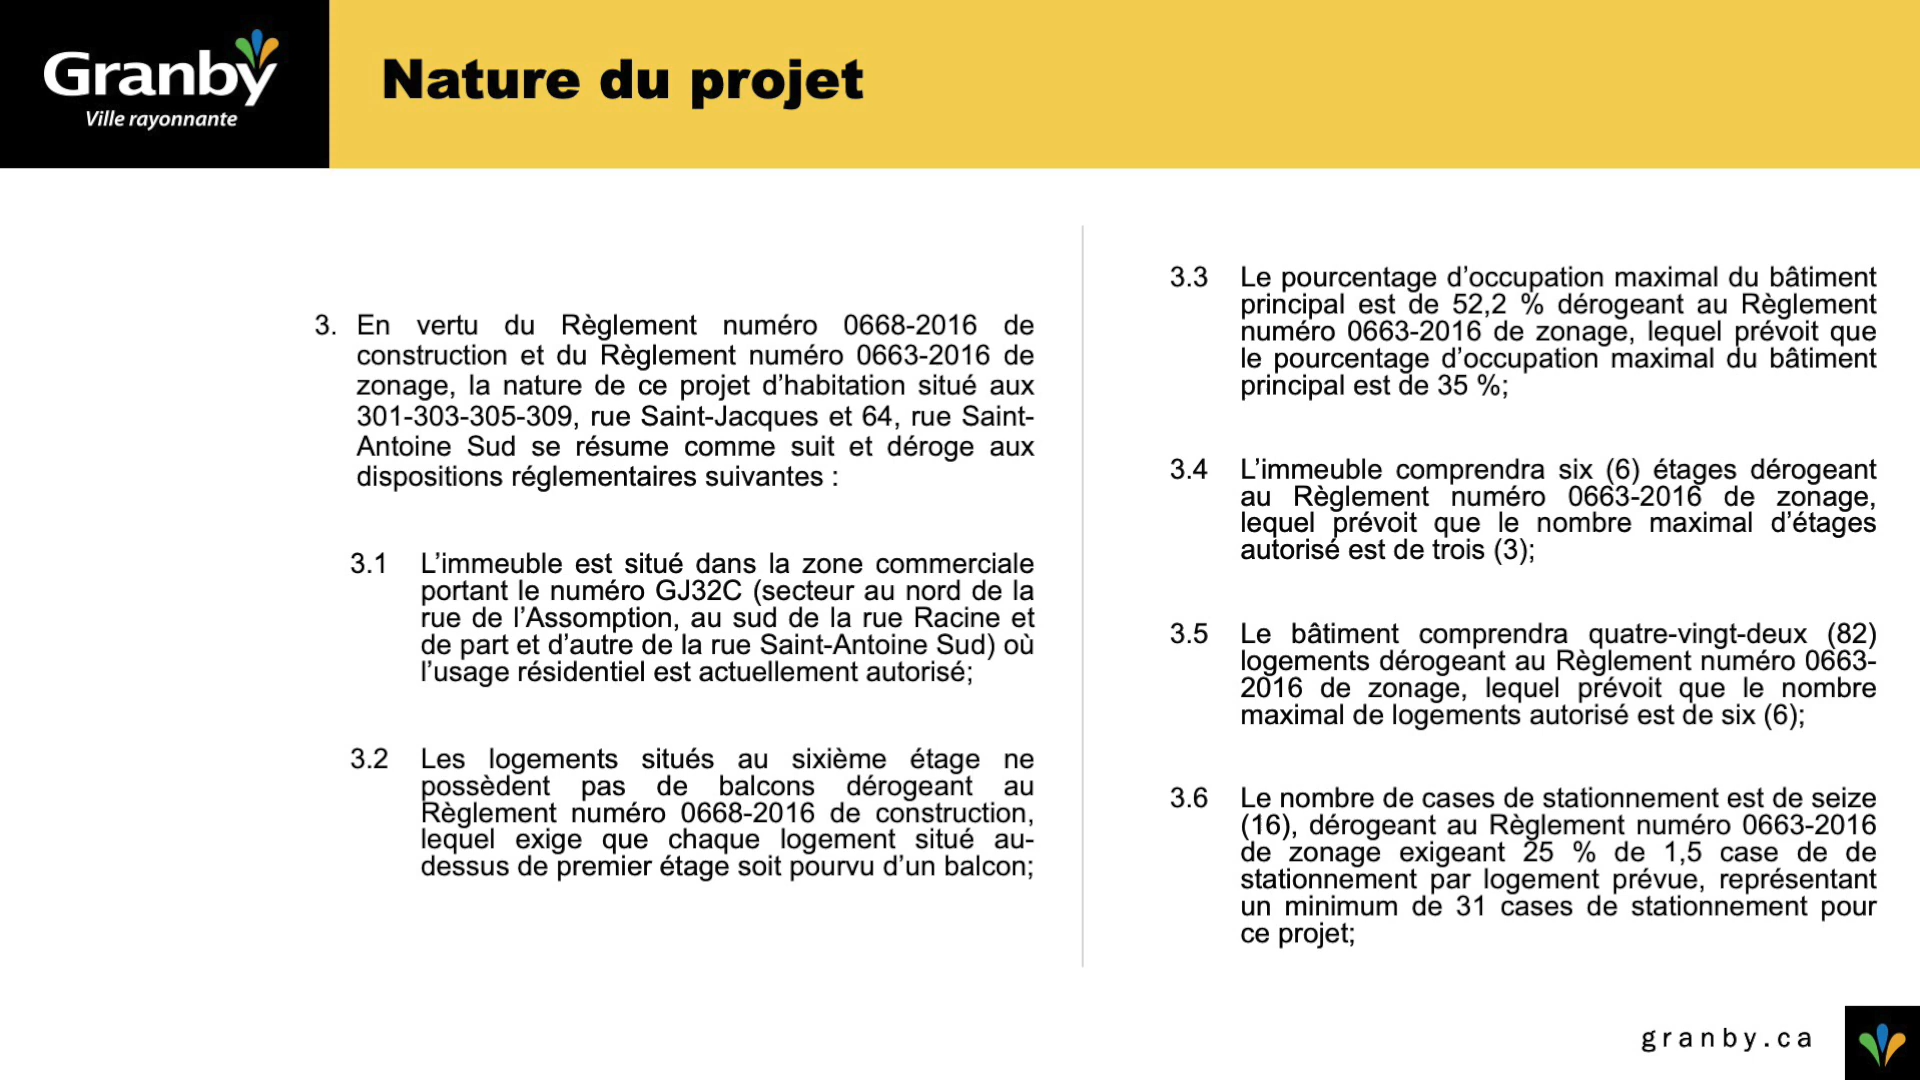 Granby
Ville rayonnante
Nature du projet
3. En vertu du Règlement numéro 0668-2016 de
construction et du Règlement numéro 0663-2016 de
zonage, la nature de ce projet d’habitation situé aux
301-303-305-309, rue Saint-Jacques et 64, rue Saint-
Antoine Sud se résume comme suit et déroge aux
dispositions réglementaires suivantes :
3.1 L’immeuble est situé dans la zone commerciale
portant le numéro GJ32C (secteur au nord de la
rue de l’Assomption, au sud de la rue Racine et
de part et d’autre de la rue Saint-Antoine Sud) où
l’usage résidentiel est actuellement autorisé;
3.2 Les logements situés au sixième étage ne
possèdent pas de balcons dérogeant au
Règlement numéro 0668-2016 de construction,
lequel exige que chaque logement situé au-
dessus de premier étage soit pourvu d’un balcon;
3.3 Le pourcentage d’occupation maximal du bâtiment
principal est de 52,2 % dérogeant au Règlement
numéro 0663-2016 de zonage, lequel prévoit que
le pourcentage d’occupation maximal du bâtiment
principal est de 35 %;
3.4 L’immeuble comprendra six (6) étages dérogeant
au Règlement numéro 0663-2016 de zonage,
lequel prévoit que le nombre maximal d’étages
autorisé est de trois (3);
3.5 Le bâtiment comprendra quatre-vingt-deux (82)
logements dérogeant au Règlement numéro 0663-
2016 de zonage, lequel prévoit que le nombre
maximal de logements autorisé est de six (6);
3.6 Le nombre de cases de stationnement est de seize
(16), dérogeant au Règlement numéro 0663-2016
de zonage exigeant 25 % de 1,5 case de de
stationnement par logement prévue, représentant
un minimum de 31 cases de stationnement pour
ce projet;
granby.ca